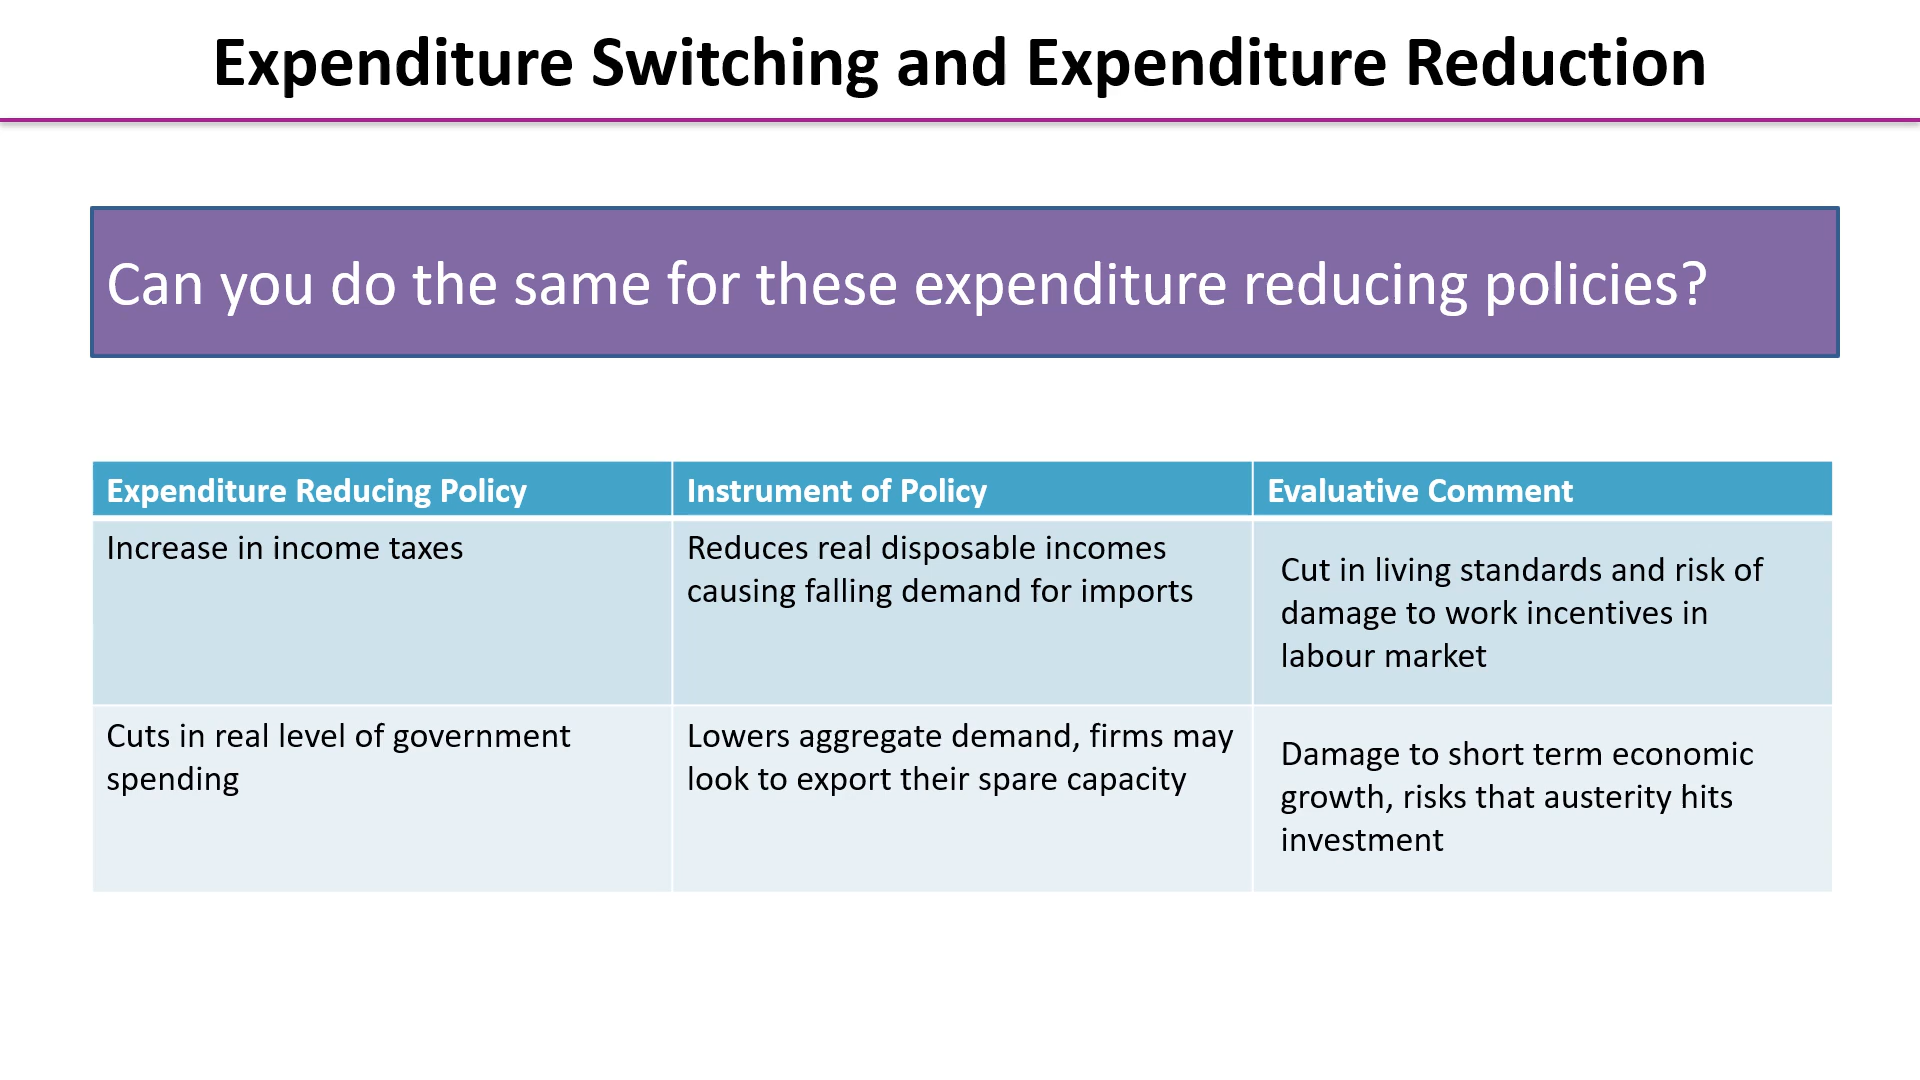 Expenditure Switching and Expenditure Reduction
Can you do the same for these expenditure reducing policies?
Expenditure Reducing Policy
Instrument of Policy
Evaluative Comment
Increase in income taxes
Reduces real disposable incomes
causing falling demand for imports
Cut in living standards and risk of
damage to work incentives in
labour market
Cuts in real level of government
spending
Lowers aggregate demand, firms may
look to export their spare capacity
Damage to short term economic
growth, risks that austerity hits
investment